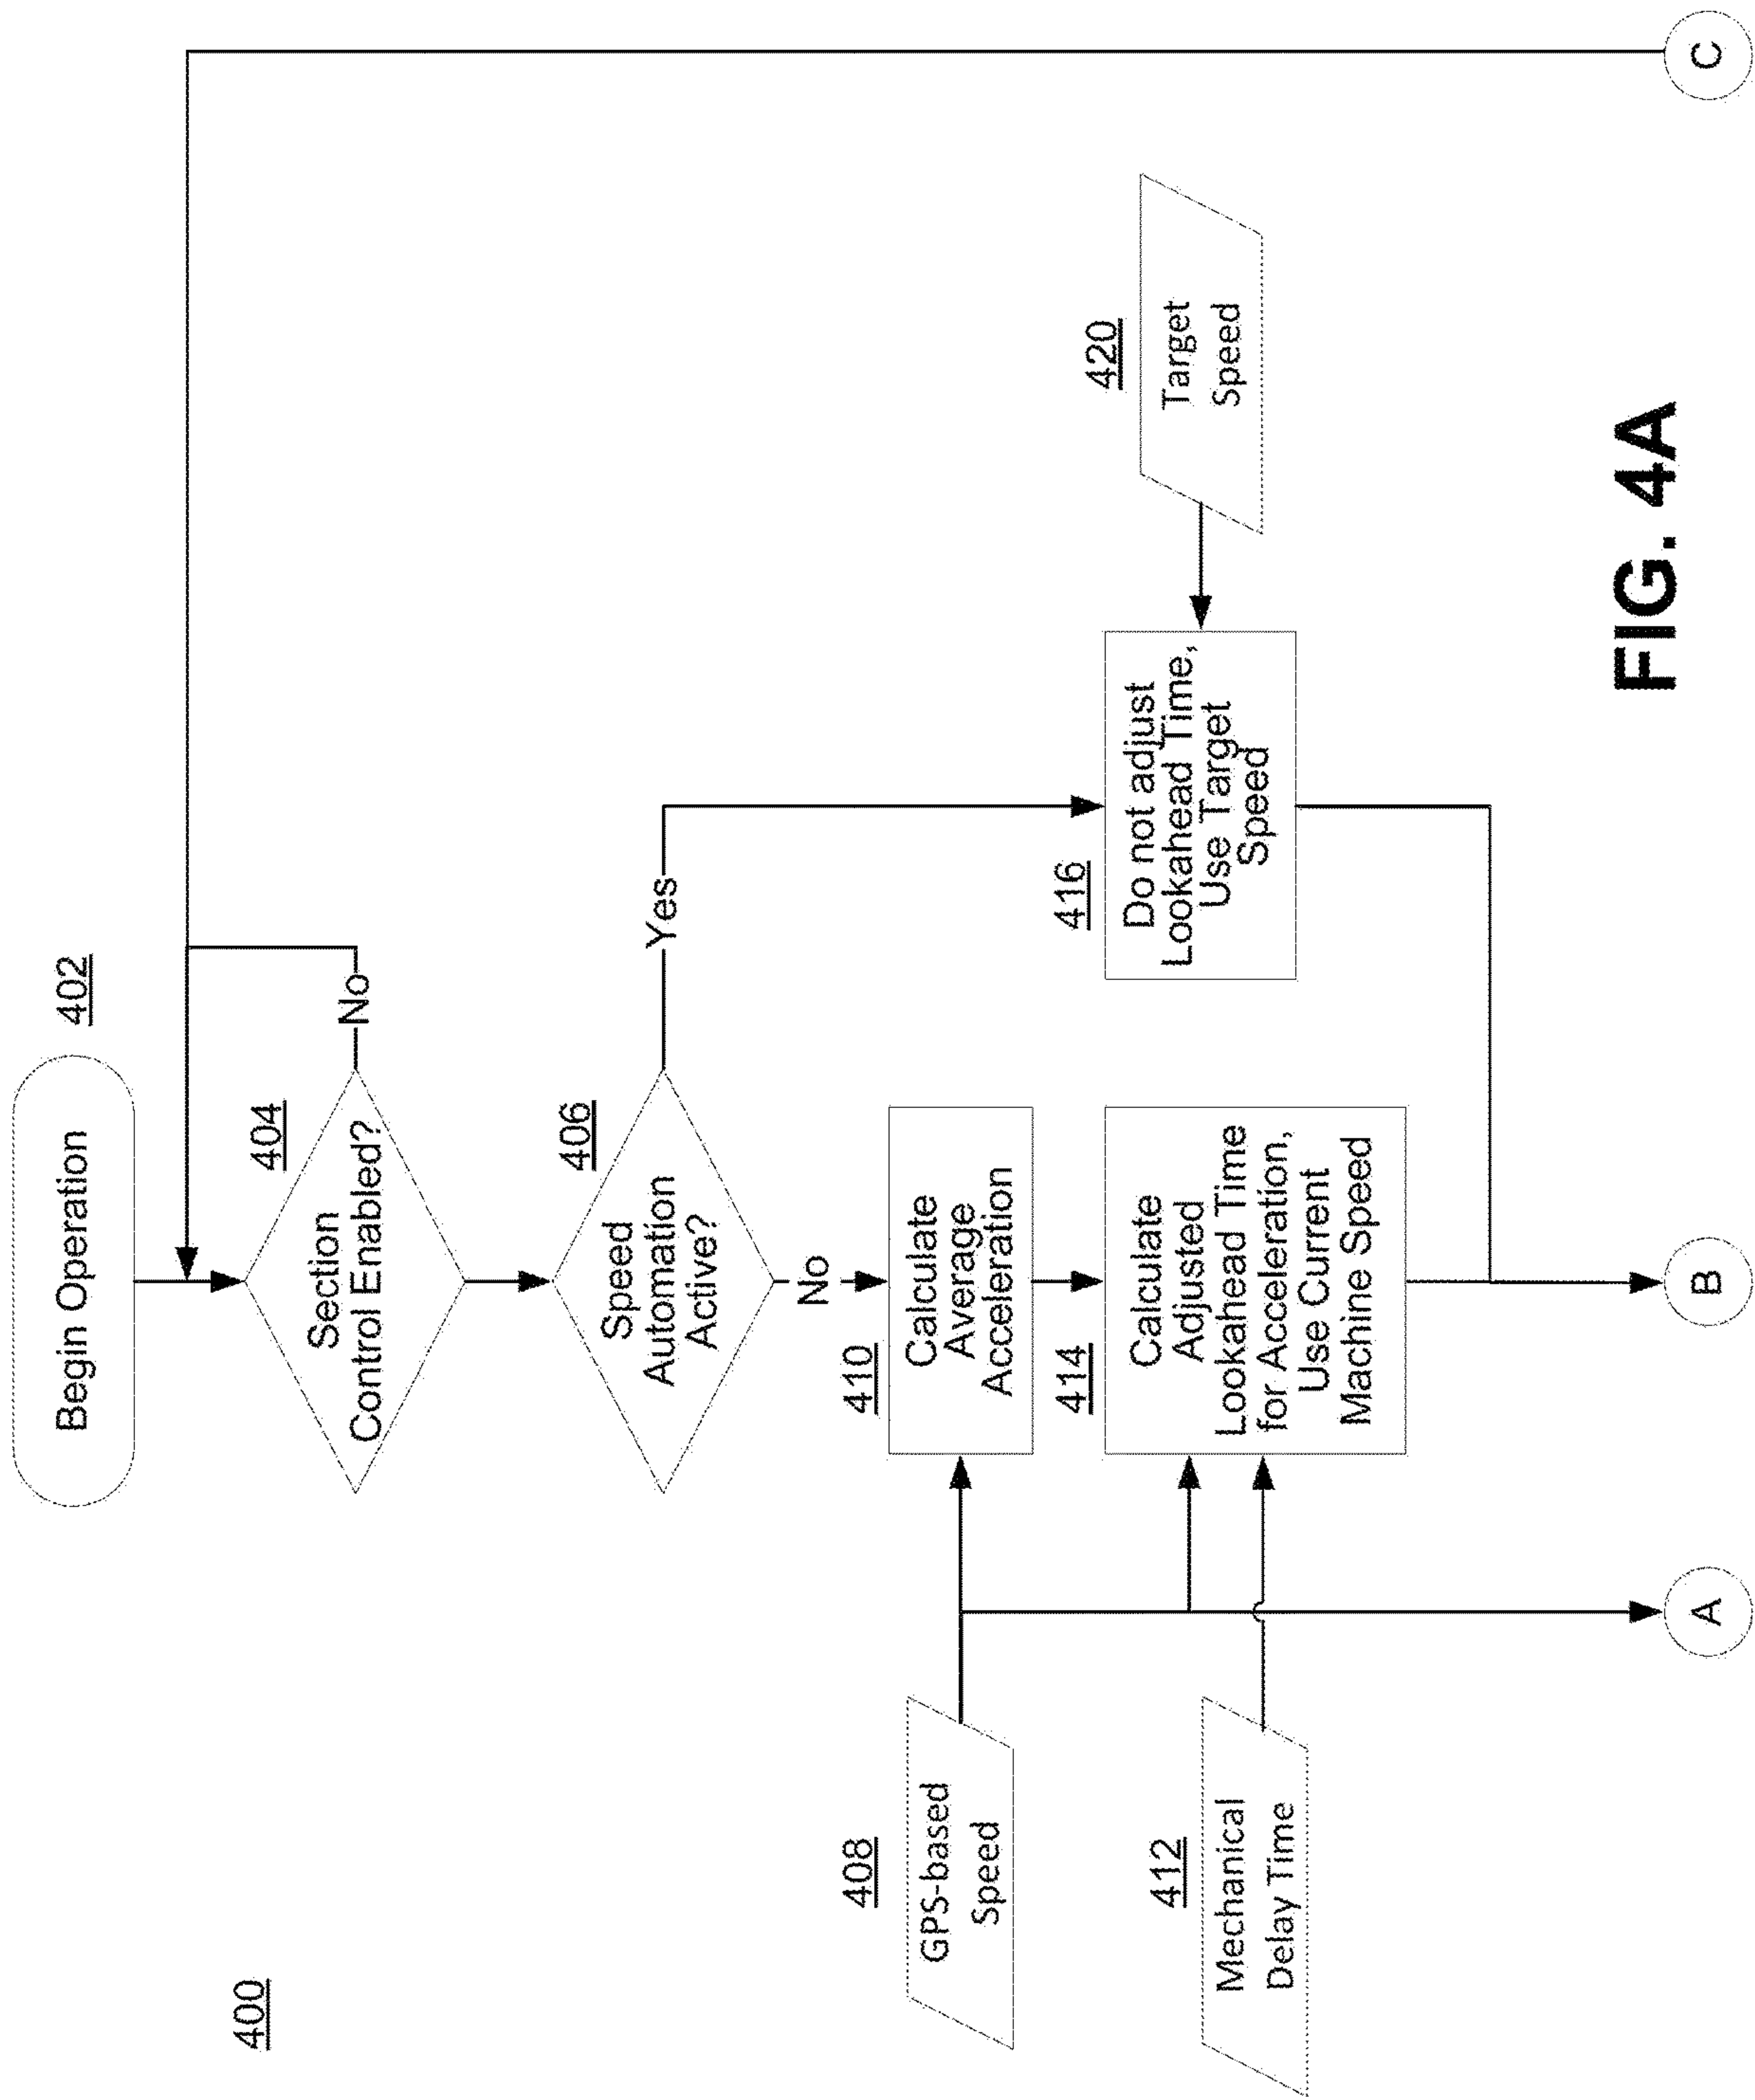 400
Begin Operation
402
404
Section
Control Enabled?
No
406
Speed
Automation
Active?
Yes
No
408
GPS-based
Speed
410
Calculate
Average
Acceleration
412
Mechanical
Delay Time
414
Calculate
Adjusted
Lookahead Time
for Acceleration,
Use Current
Machine Speed
416
Do not adjust
Lookahead Time,
Use Target
Speed
420
Target
Speed
A
B
C
FIG. 4A